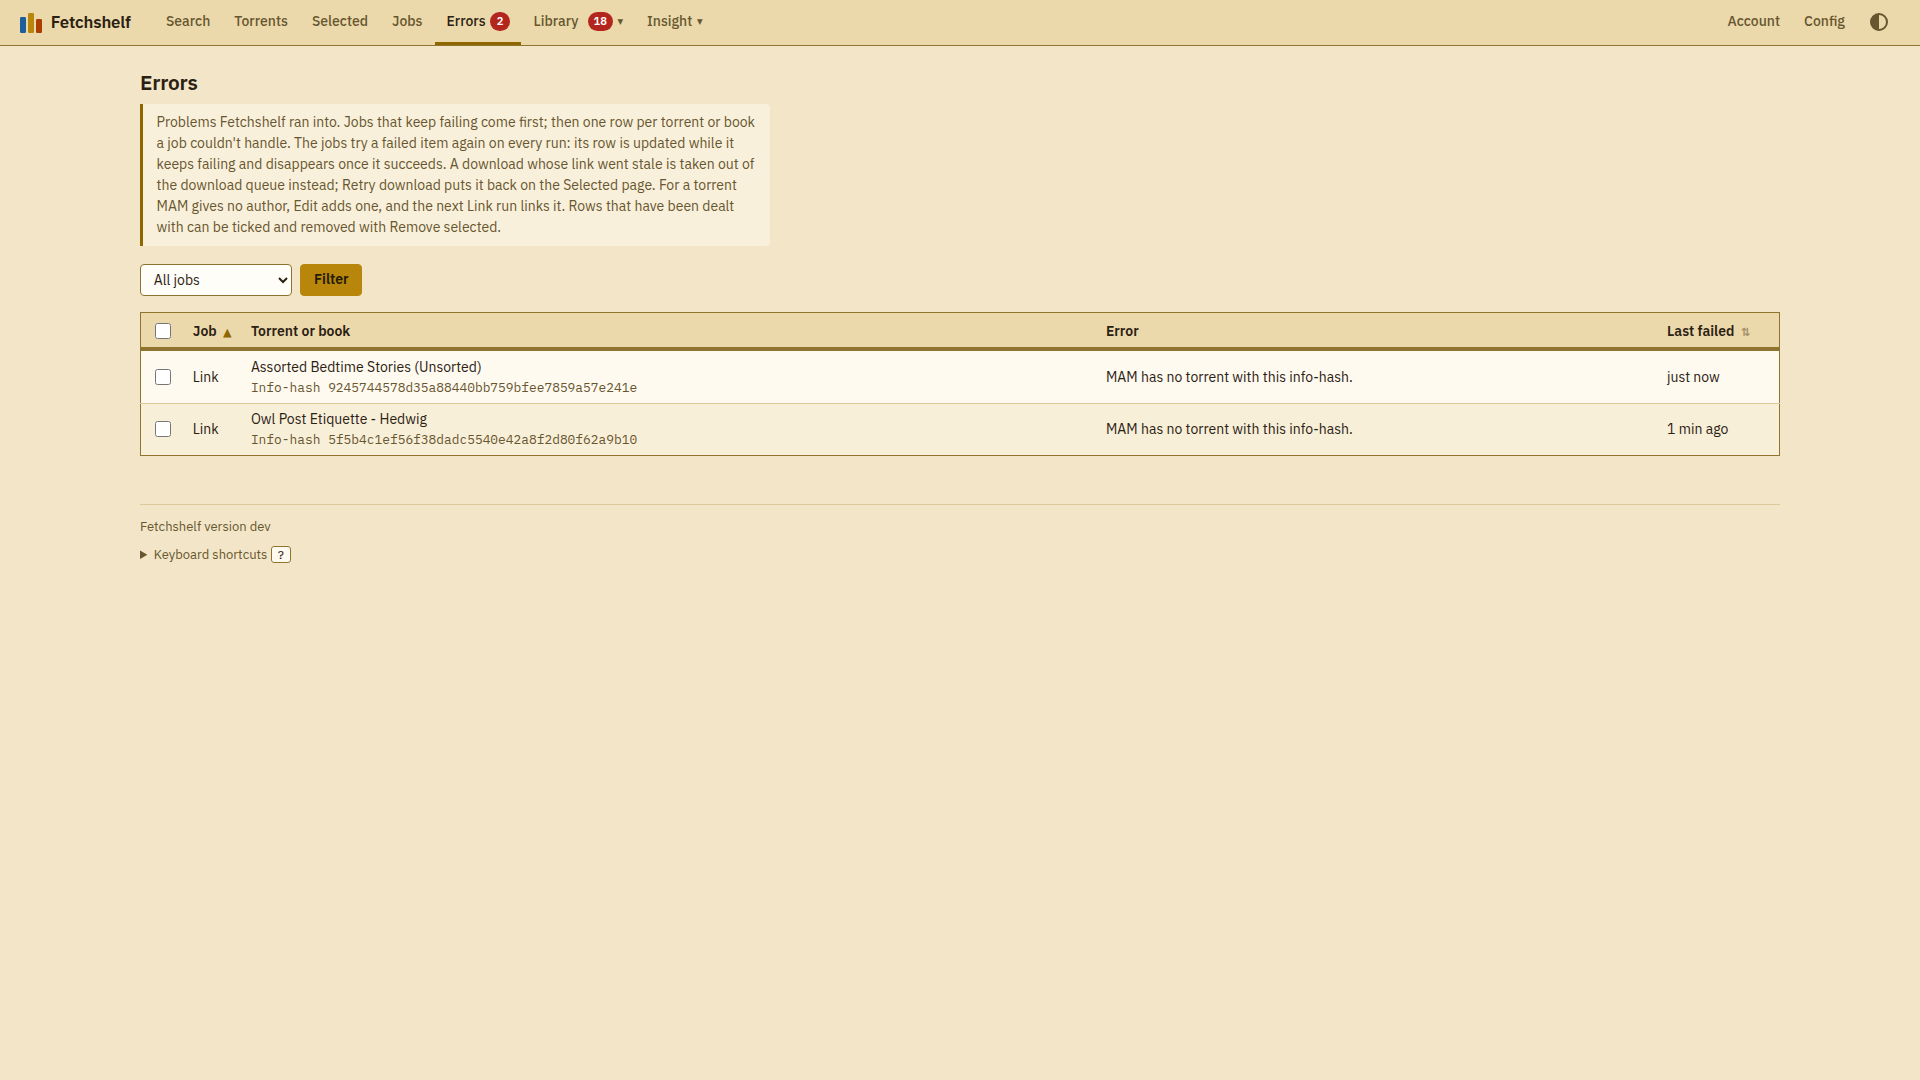 Fetchshelf
Search Torrents Selected Jobs Errors 2 Library 18 ▾ Insight ▾
Account Config
Errors
Problems Fetchshelf ran into. Jobs that keep failing come first; then one row per torrent or book
a job couldn't handle. The jobs try a failed item again on every run: its row is updated while it
keeps failing and disappears once it succeeds. A download whose link went stale is taken out of
the download queue instead; Retry download puts it back on the Selected page. For a torrent
MAM gives no author, Edit adds one, and the next Link run links it. Rows that have been dealt
with can be ticked and removed with Remove selected.
All jobs Filter
Job ▲ Torrent or book Error Last failed ⇅
Link Assorted Bedtime Stories (Unsorted) MAM has no torrent with this info-hash. just now
Info-hash 9245744578d35a88440bb759bfee7859a57e241e
Link Owl Post Etiquette - Hedwig MAM has no torrent with this info-hash. 1 min ago
Info-hash 5f5b4c1ef56f38dadc5540e42a8f2d80f62a9b10
Fetchshelf version dev
▶ Keyboard shortcuts ?